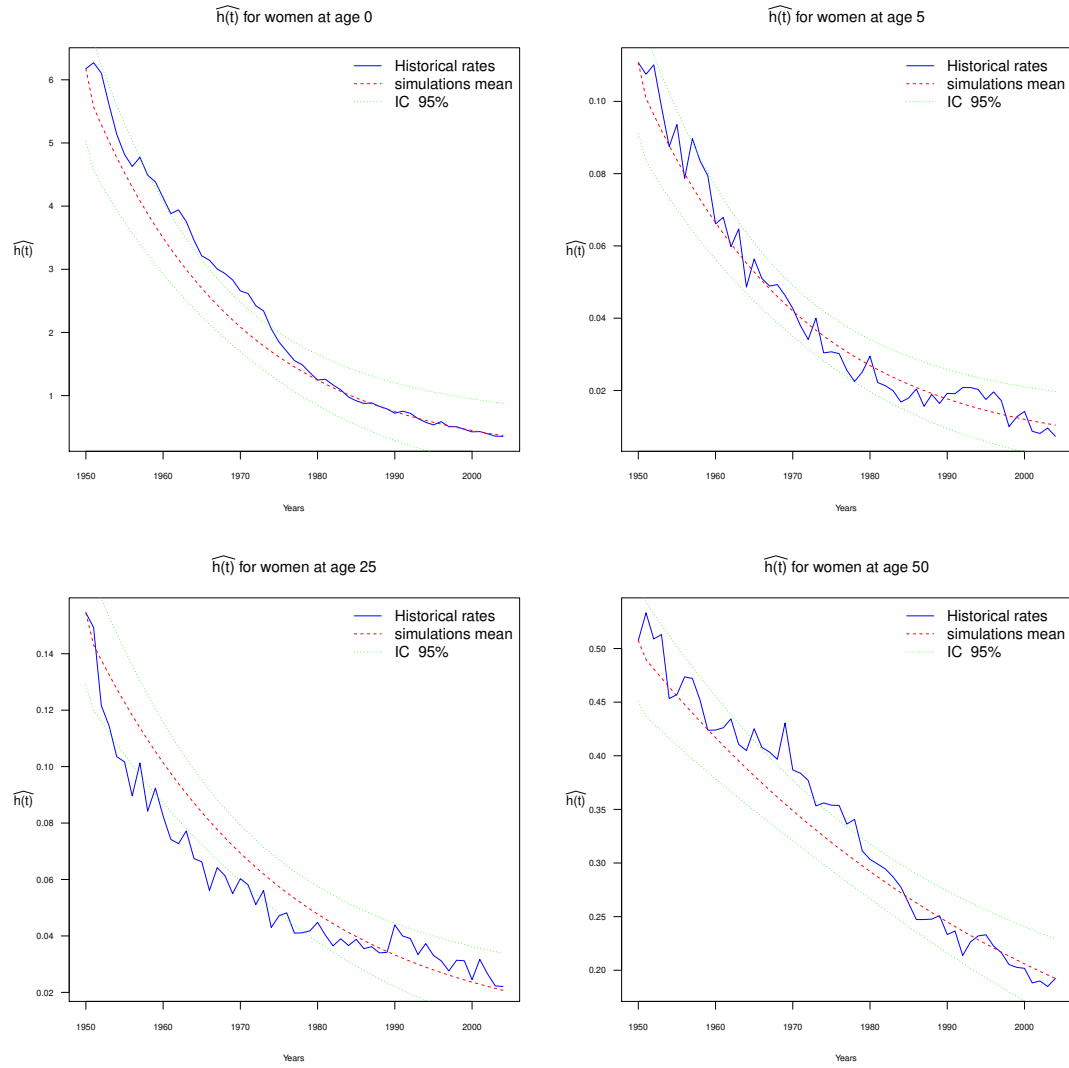 h(t) for women at age 0
Historical rates
simulations mean
IC 95%
6
5
4
3
2
1
h(t)
1950 1960 1970 1980 1990 2000
Years
h(t) for women at age 5
Historical rates
simulations mean
IC 95%
0.10
0.08
0.06
0.04
0.02
h(t)
1950 1960 1970 1980 1990 2000
Years
h(t) for women at age 25
Historical rates
simulations mean
IC 95%
0.14
0.12
0.10
0.08
0.06
0.04
0.02
h(t)
1950 1960 1970 1980 1990 2000
Years
h(t) for women at age 50
Historical rates
simulations mean
IC 95%
0.50
0.45
0.40
0.35
0.30
0.25
0.20
h(t)
1950 1960 1970 1980 1990 2000
Years